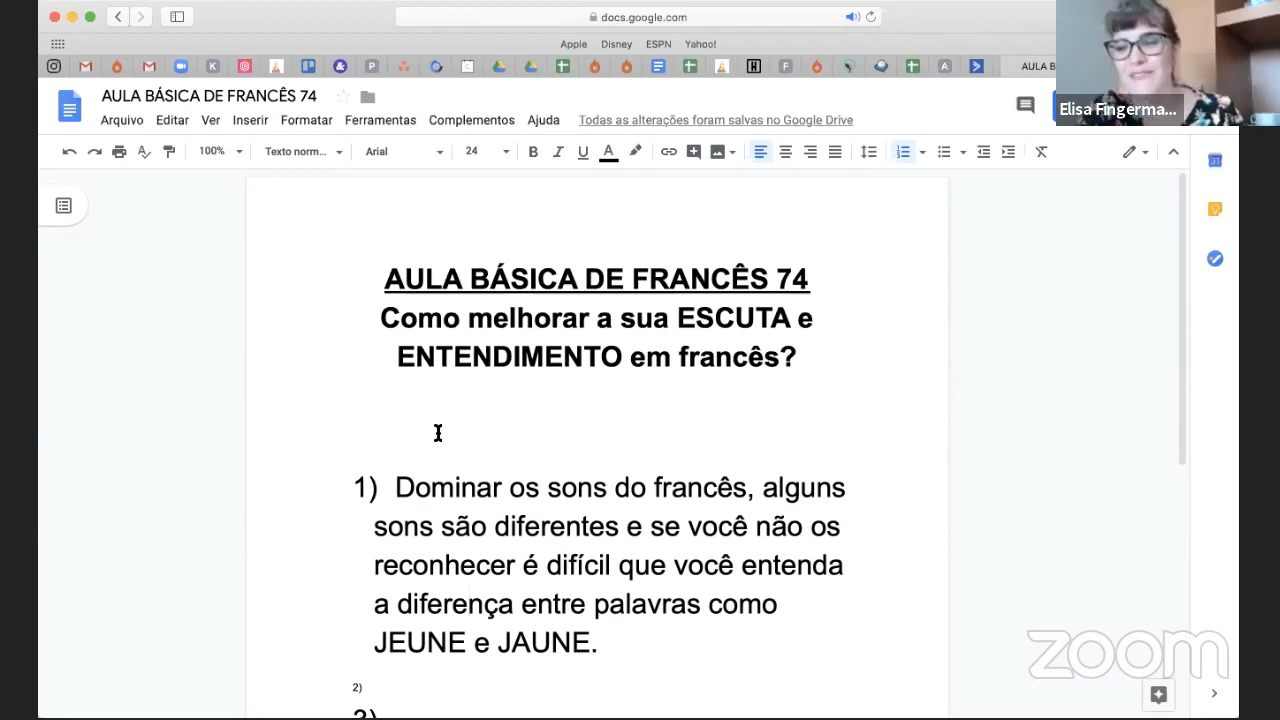 docs.google.com
Apple Disney ESPN Yahoo!
AULA B
AULA BÁSICA DE FRANCÊS 74
Arquivo Editar Ver Inserir Formatar Ferramentas Complementos Ajuda Todas as alterações foram salvas no Google Drive
Elisa Fingerma...
100% Texto norm... Arial 24 B I U A
AULA BÁSICA DE FRANCÊS 74
Como melhorar a sua ESCUTA e
ENTENDIMENTO em francês?
1) Dominar os sons do francês, alguns
sons são diferentes e se você não os
reconhecer é difícil que você entenda
a diferença entre palavras como
JEUNE e JAUNE.
2)
3)
zoom